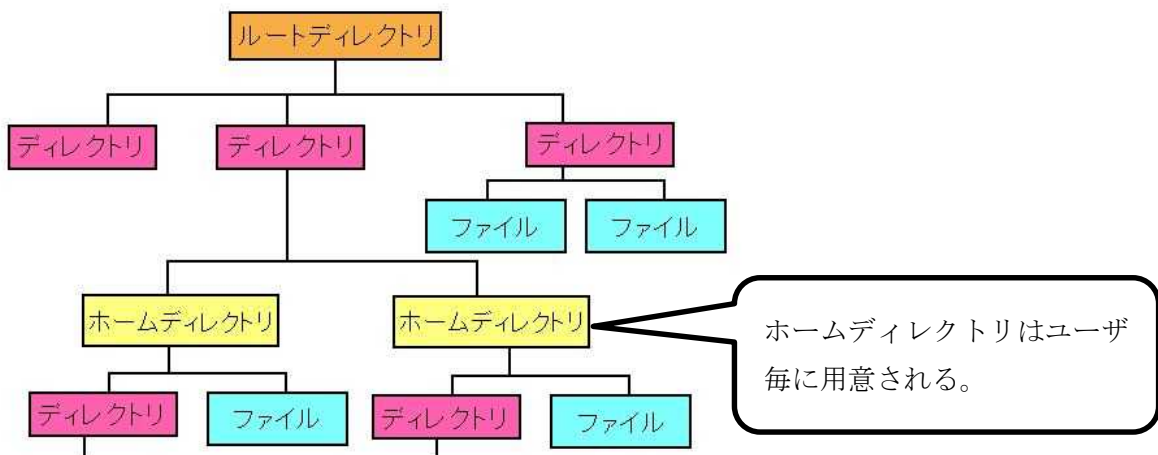 ルートディレクトリ
ディレクトリ
ディレクトリ
ディレクトリ
ファイル
ファイル
ホームディレクトリ
ホームディレクトリ
ホームディレクトリはユーザ
毎に用意される。
ディレクトリ
ファイル
ディレクトリ
ファイル